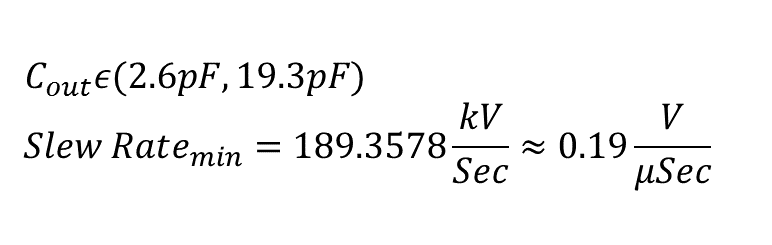 C_out ϵ(2.6pF, 19.3pF)
Slew Rate_min = 189.3578 kV/Sec ≈ 0.19 V/μSec